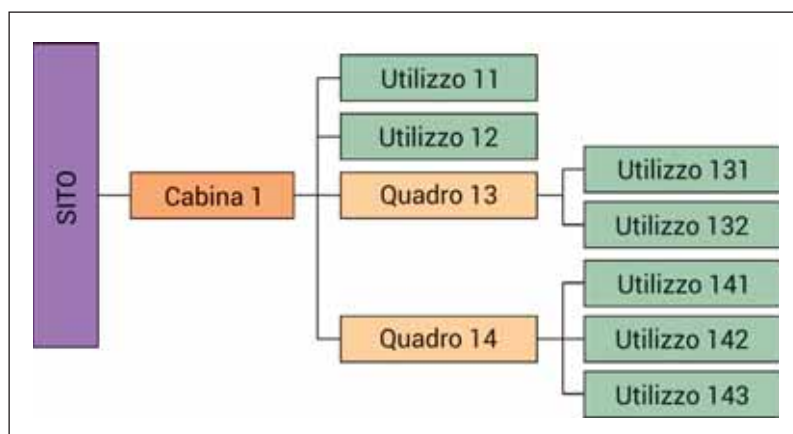 SITO
Cabina 1
Utilizzo 11
Utilizzo 12
Quadro 13
Utilizzo 131
Utilizzo 132
Quadro 14
Utilizzo 141
Utilizzo 142
Utilizzo 143